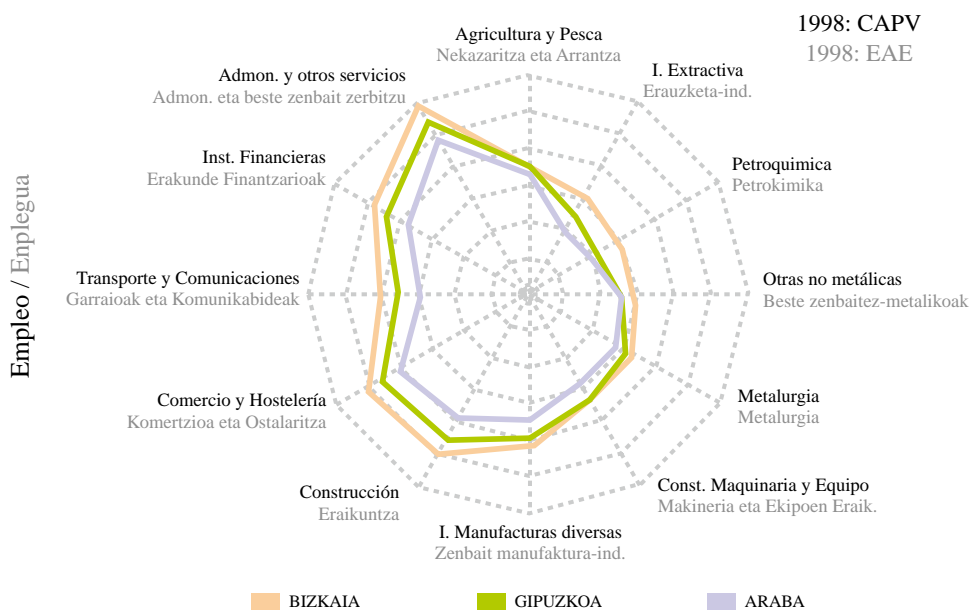 1998: CAPV
1998: EAE
Agricultura y Pesca
Nekazaritza eta Arrantza
I. Extractiva
Erauzketa-ind.
Petroquimica
Petrokimika
Otras no metálicas
Beste zenbaitez-metalikoak
Metalurgia
Metalurgia
Const. Maquinaria y Equipo
Makineria eta Ekipoen Eraik.
I. Manufacturas diversas
Zenbait manufaktura-ind.
Construcción
Eraikuntza
Comercio y Hostelería
Komertzioa eta Ostalaritza
Transporte y Comunicaciones
Garraioak eta Komunikabideak
Inst. Financieras
Erakunde Finantzarioak
Admon. y otros servicios
Admon. eta beste zenbait zerbitzu
Empleo / Enplegua
BIZKAIA
GIPUZKOA
ARABA